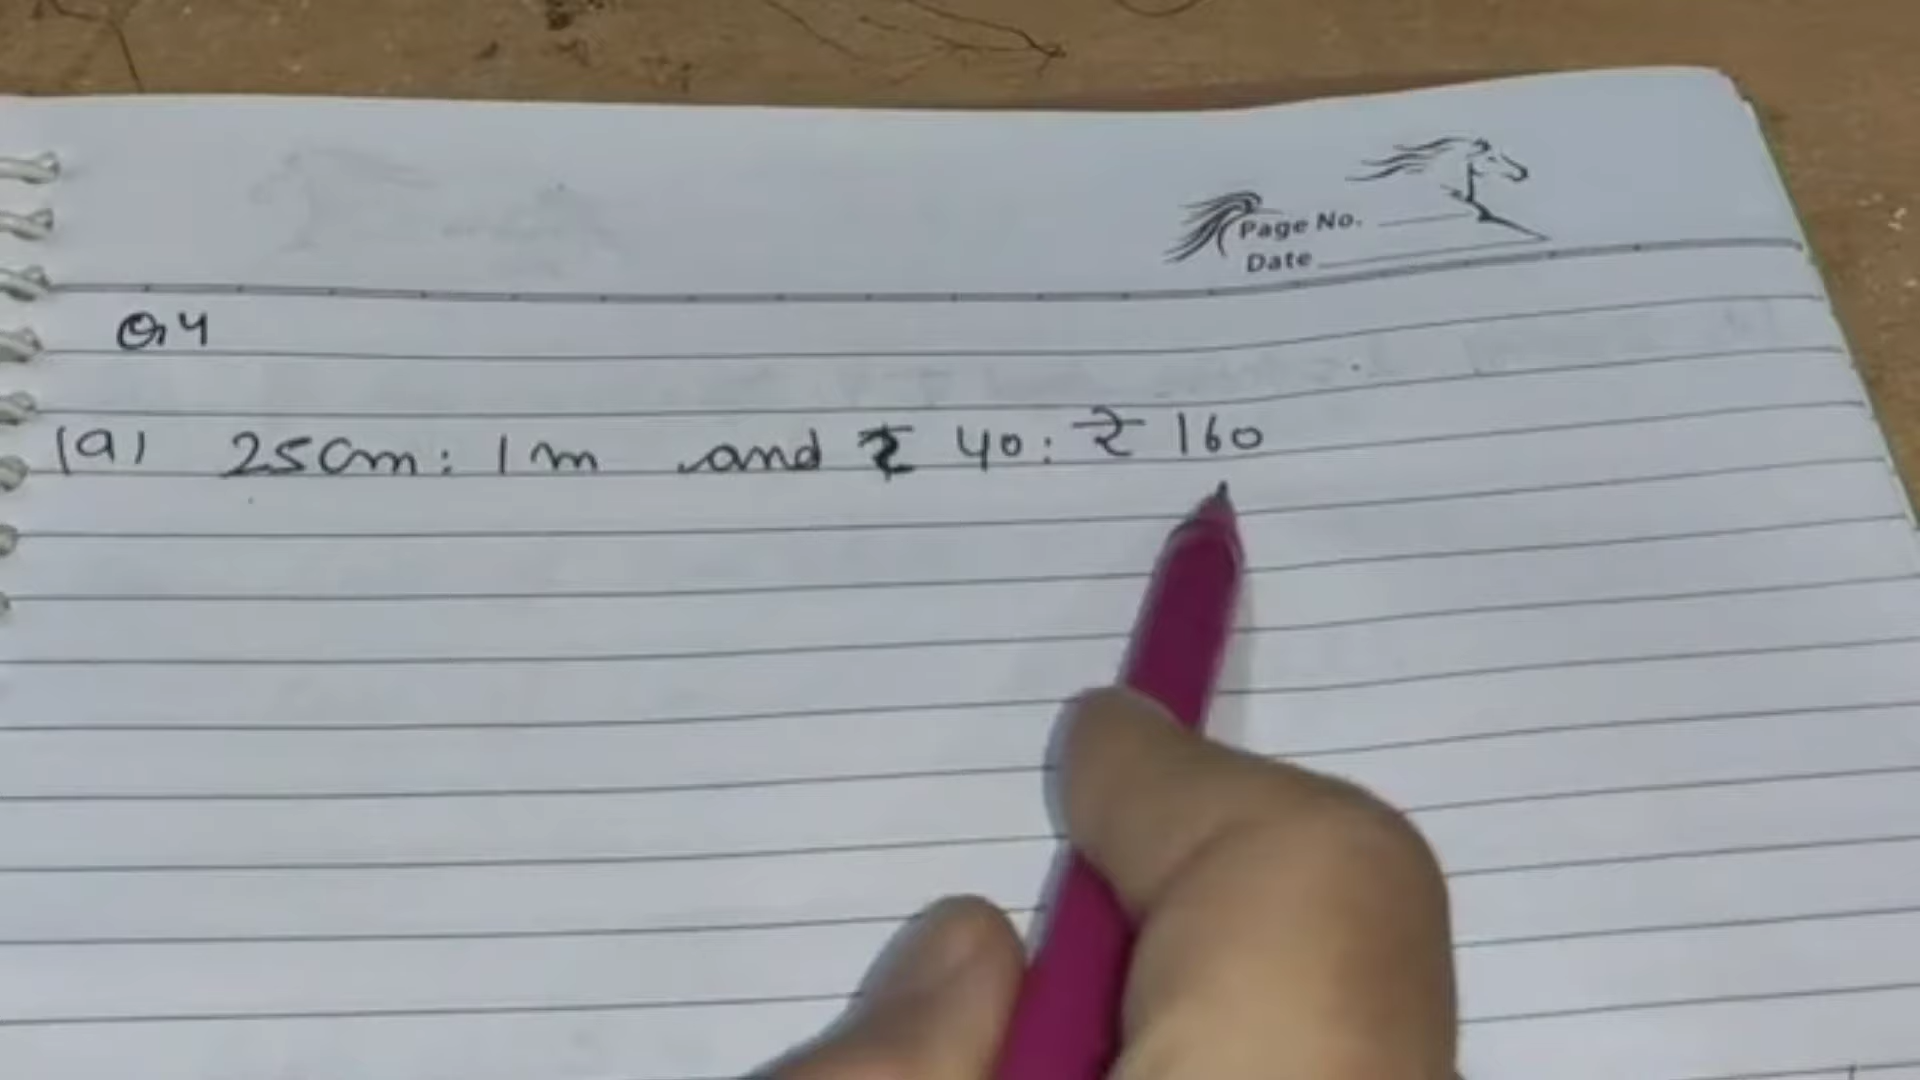 Page No.
Date
Q4
(a) 25cm : 1m and ₹ 40 : ₹ 160